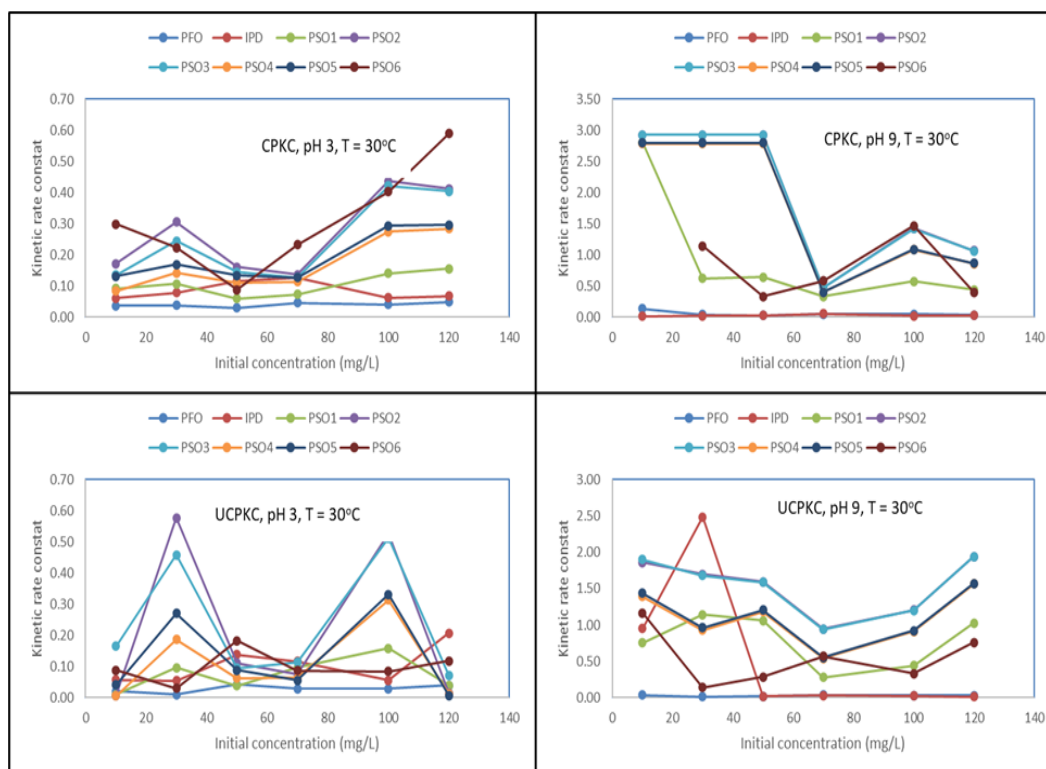 PFO IPD PSO1 PSO2
PSO3 PSO4 PSO5 PSO6
0.70
0.60
0.50
0.40
0.30
0.20
0.10
0.00
Kinetic rate constat
CPKC, pH 3, T = 30°C
0 20 40 60 80 100 120 140
Initial concentration (mg/L)
PFO IPD PSO1 PSO2
PSO3 PSO4 PSO5 PSO6
3.50
3.00
2.50
2.00
1.50
1.00
0.50
0.00
Kinetic rate constat
CPKC, pH 9, T = 30°C
0 20 40 60 80 100 120 140
Initial concentration (mg/L)
PFO IPD PSO1 PSO2
PSO3 PSO4 PSO5 PSO6
0.70
0.60
0.50
0.40
0.30
0.20
0.10
0.00
Kinetic rate constat
UCPKC, pH 3, T = 30°C
0 20 40 60 80 100 120 140
Initial concentration (mg/L)
PFO IPD PSO1 PSO2
PSO3 PSO4 PSO5 PSO6
3.00
2.50
2.00
1.50
1.00
0.50
0.00
Kinetic rate constat
UCPKC, pH 9, T = 30°C
0 20 40 60 80 100 120 140
Initial concentration (mg/L)